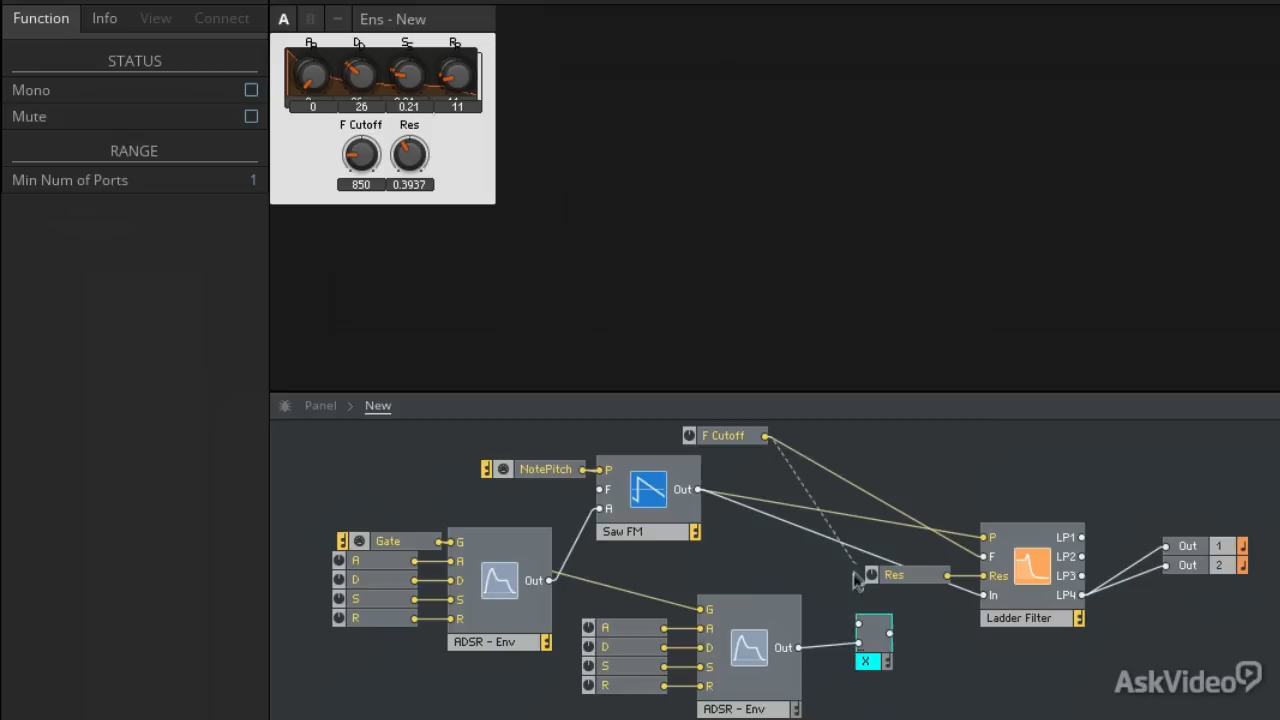 Function Info View Connect
STATUS
Mono
Mute
RANGE
Min Num of Ports 1
A B Ens - New
0 26 0.21 11
F Cutoff Res
850 0.3937
Panel > New
F Cutoff
NotePitch P
F Out
A
Saw FM
Gate G
A A
D D Out
S S
R R
ADSR - Env
G
A A
D D Out
S S
R R
ADSR - Env
X
Res
P LP1
F LP2
Res LP3
In LP4
Ladder Filter
Out 1
Out 2
AskVideo